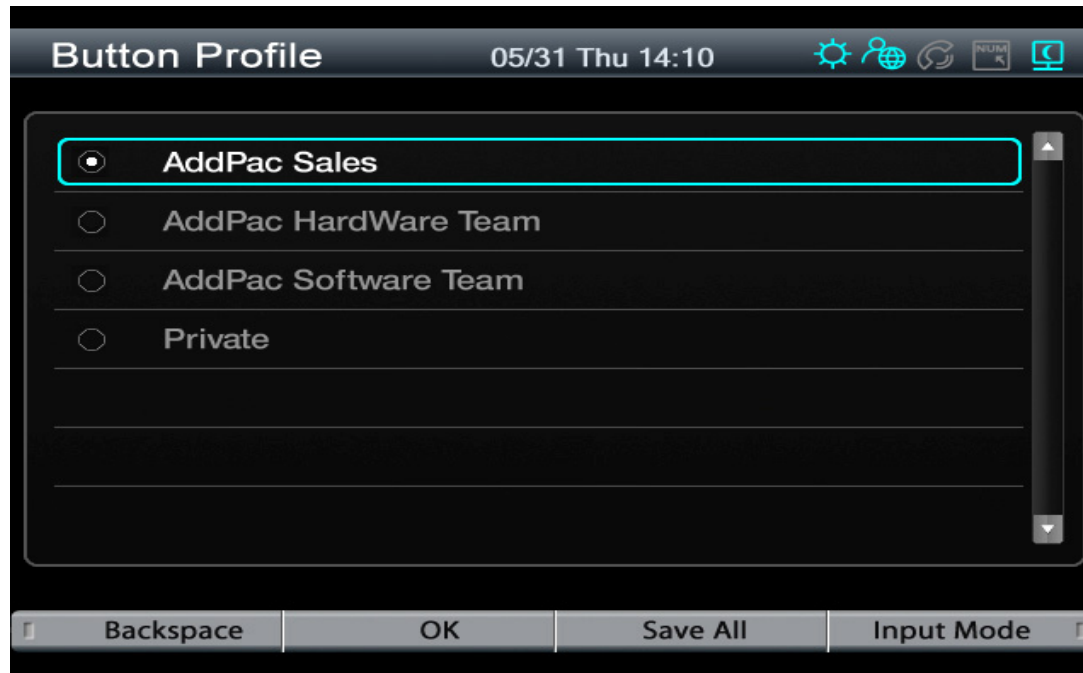 Button Profile 05/31 Thu 14:10 NUM
AddPac Sales
AddPac HardWare Team
AddPac Software Team
Private
Backspace OK Save All Input Mode